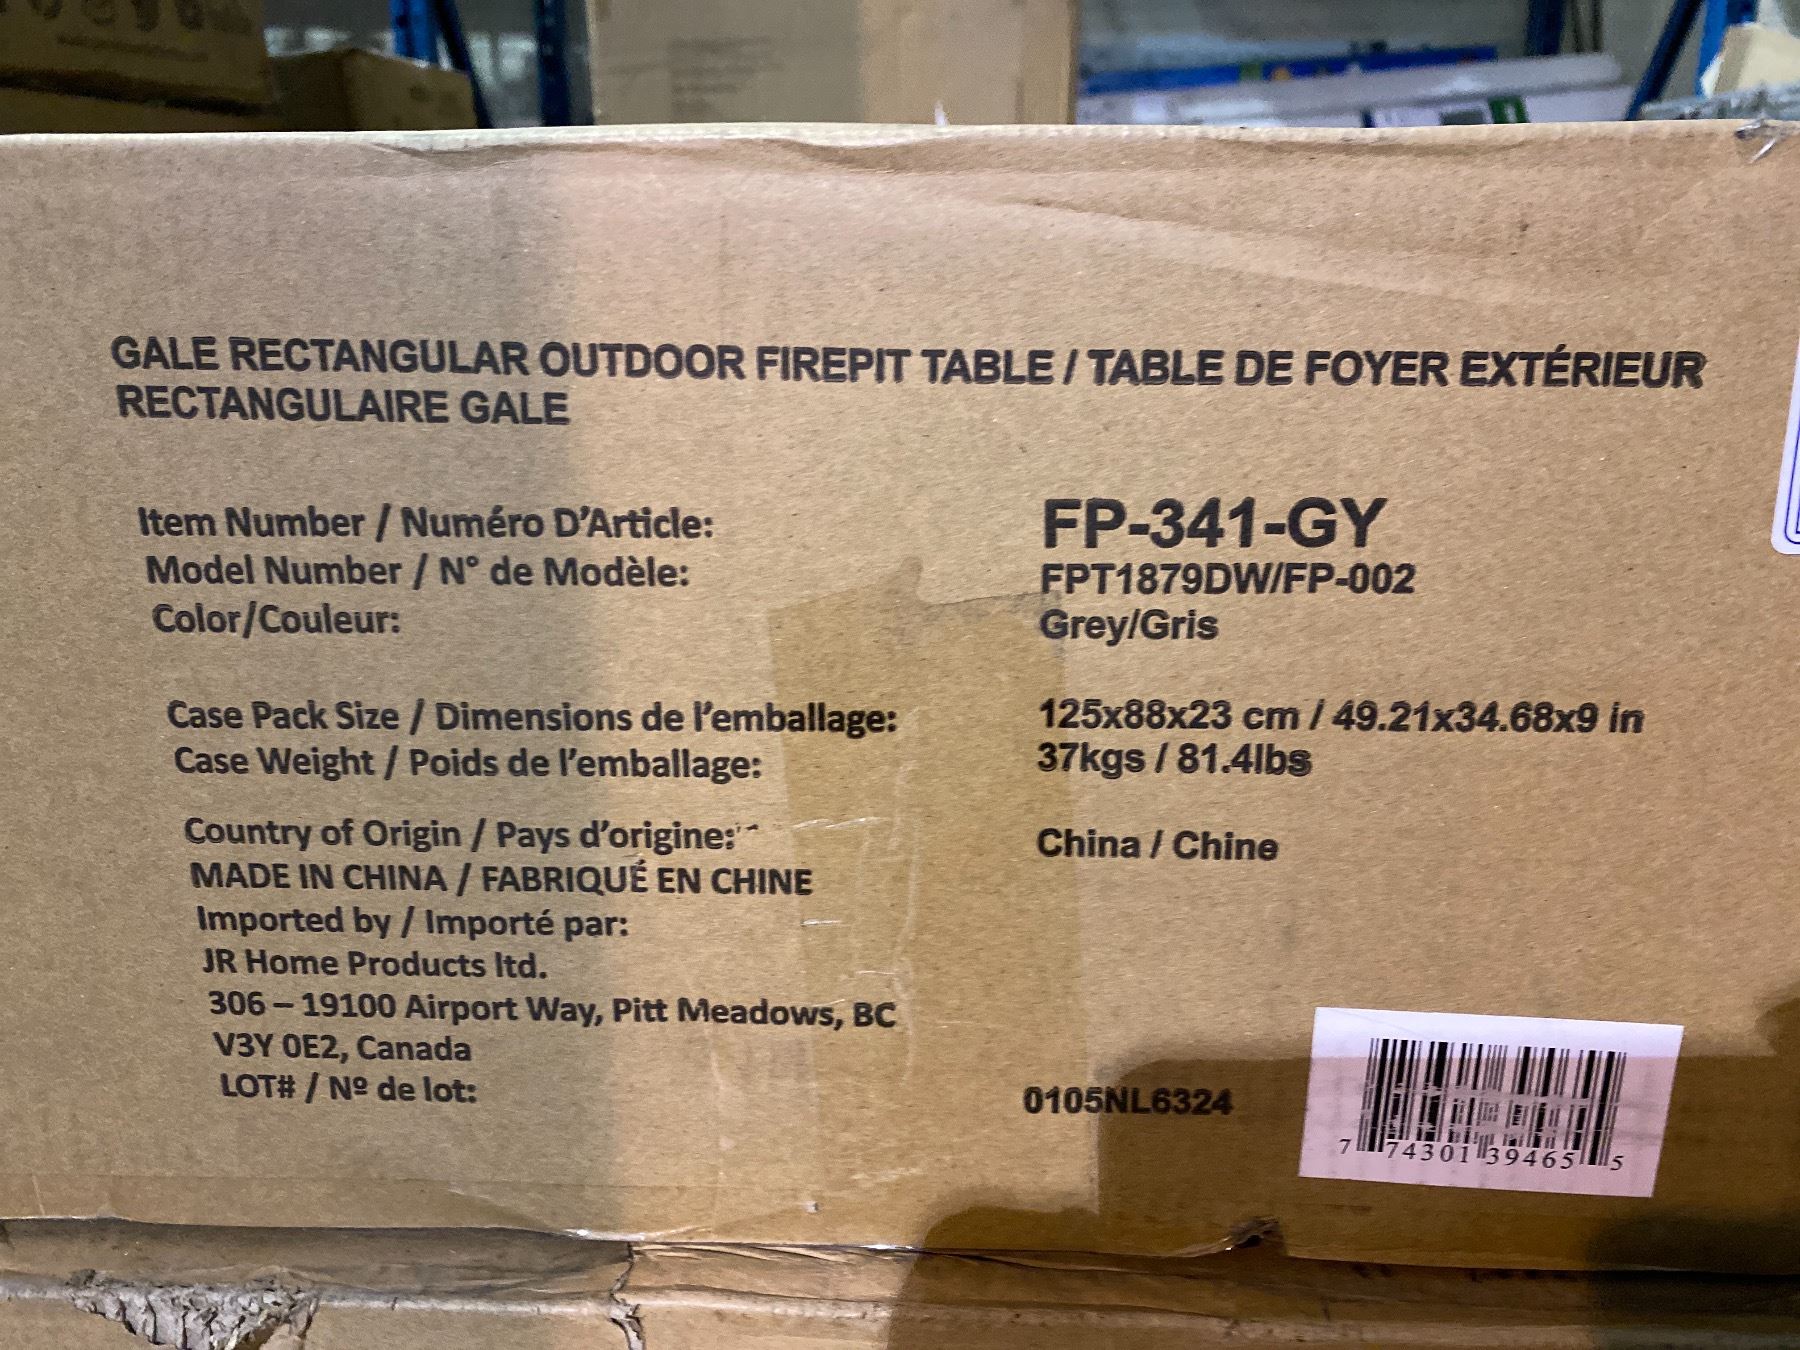 GALE RECTANGULAR OUTDOOR FIREPIT TABLE / TABLE DE FOYER EXTÉRIEUR
RECTANGULAIRE GALE
Item Number / Numéro D'Article: FP-341-GY
Model Number / N° de Modèle: FPT1879DW/FP-002
Color/Couleur: Grey/Gris
Case Pack Size / Dimensions de l'emballage: 125x88x23 cm / 49.21x34.68x9 in
Case Weight / Poids de l'emballage: 37kgs / 81.4lbs
Country of Origin / Pays d'origine: China / Chine
MADE IN CHINA / FABRIQUÉ EN CHINE
Imported by / Importé par:
JR Home Products ltd.
306 – 19100 Airport Way, Pitt Meadows, BC
V3Y 0E2, Canada
LOT# / Nº de lot: 0105NL6324
7 74301 39465 5